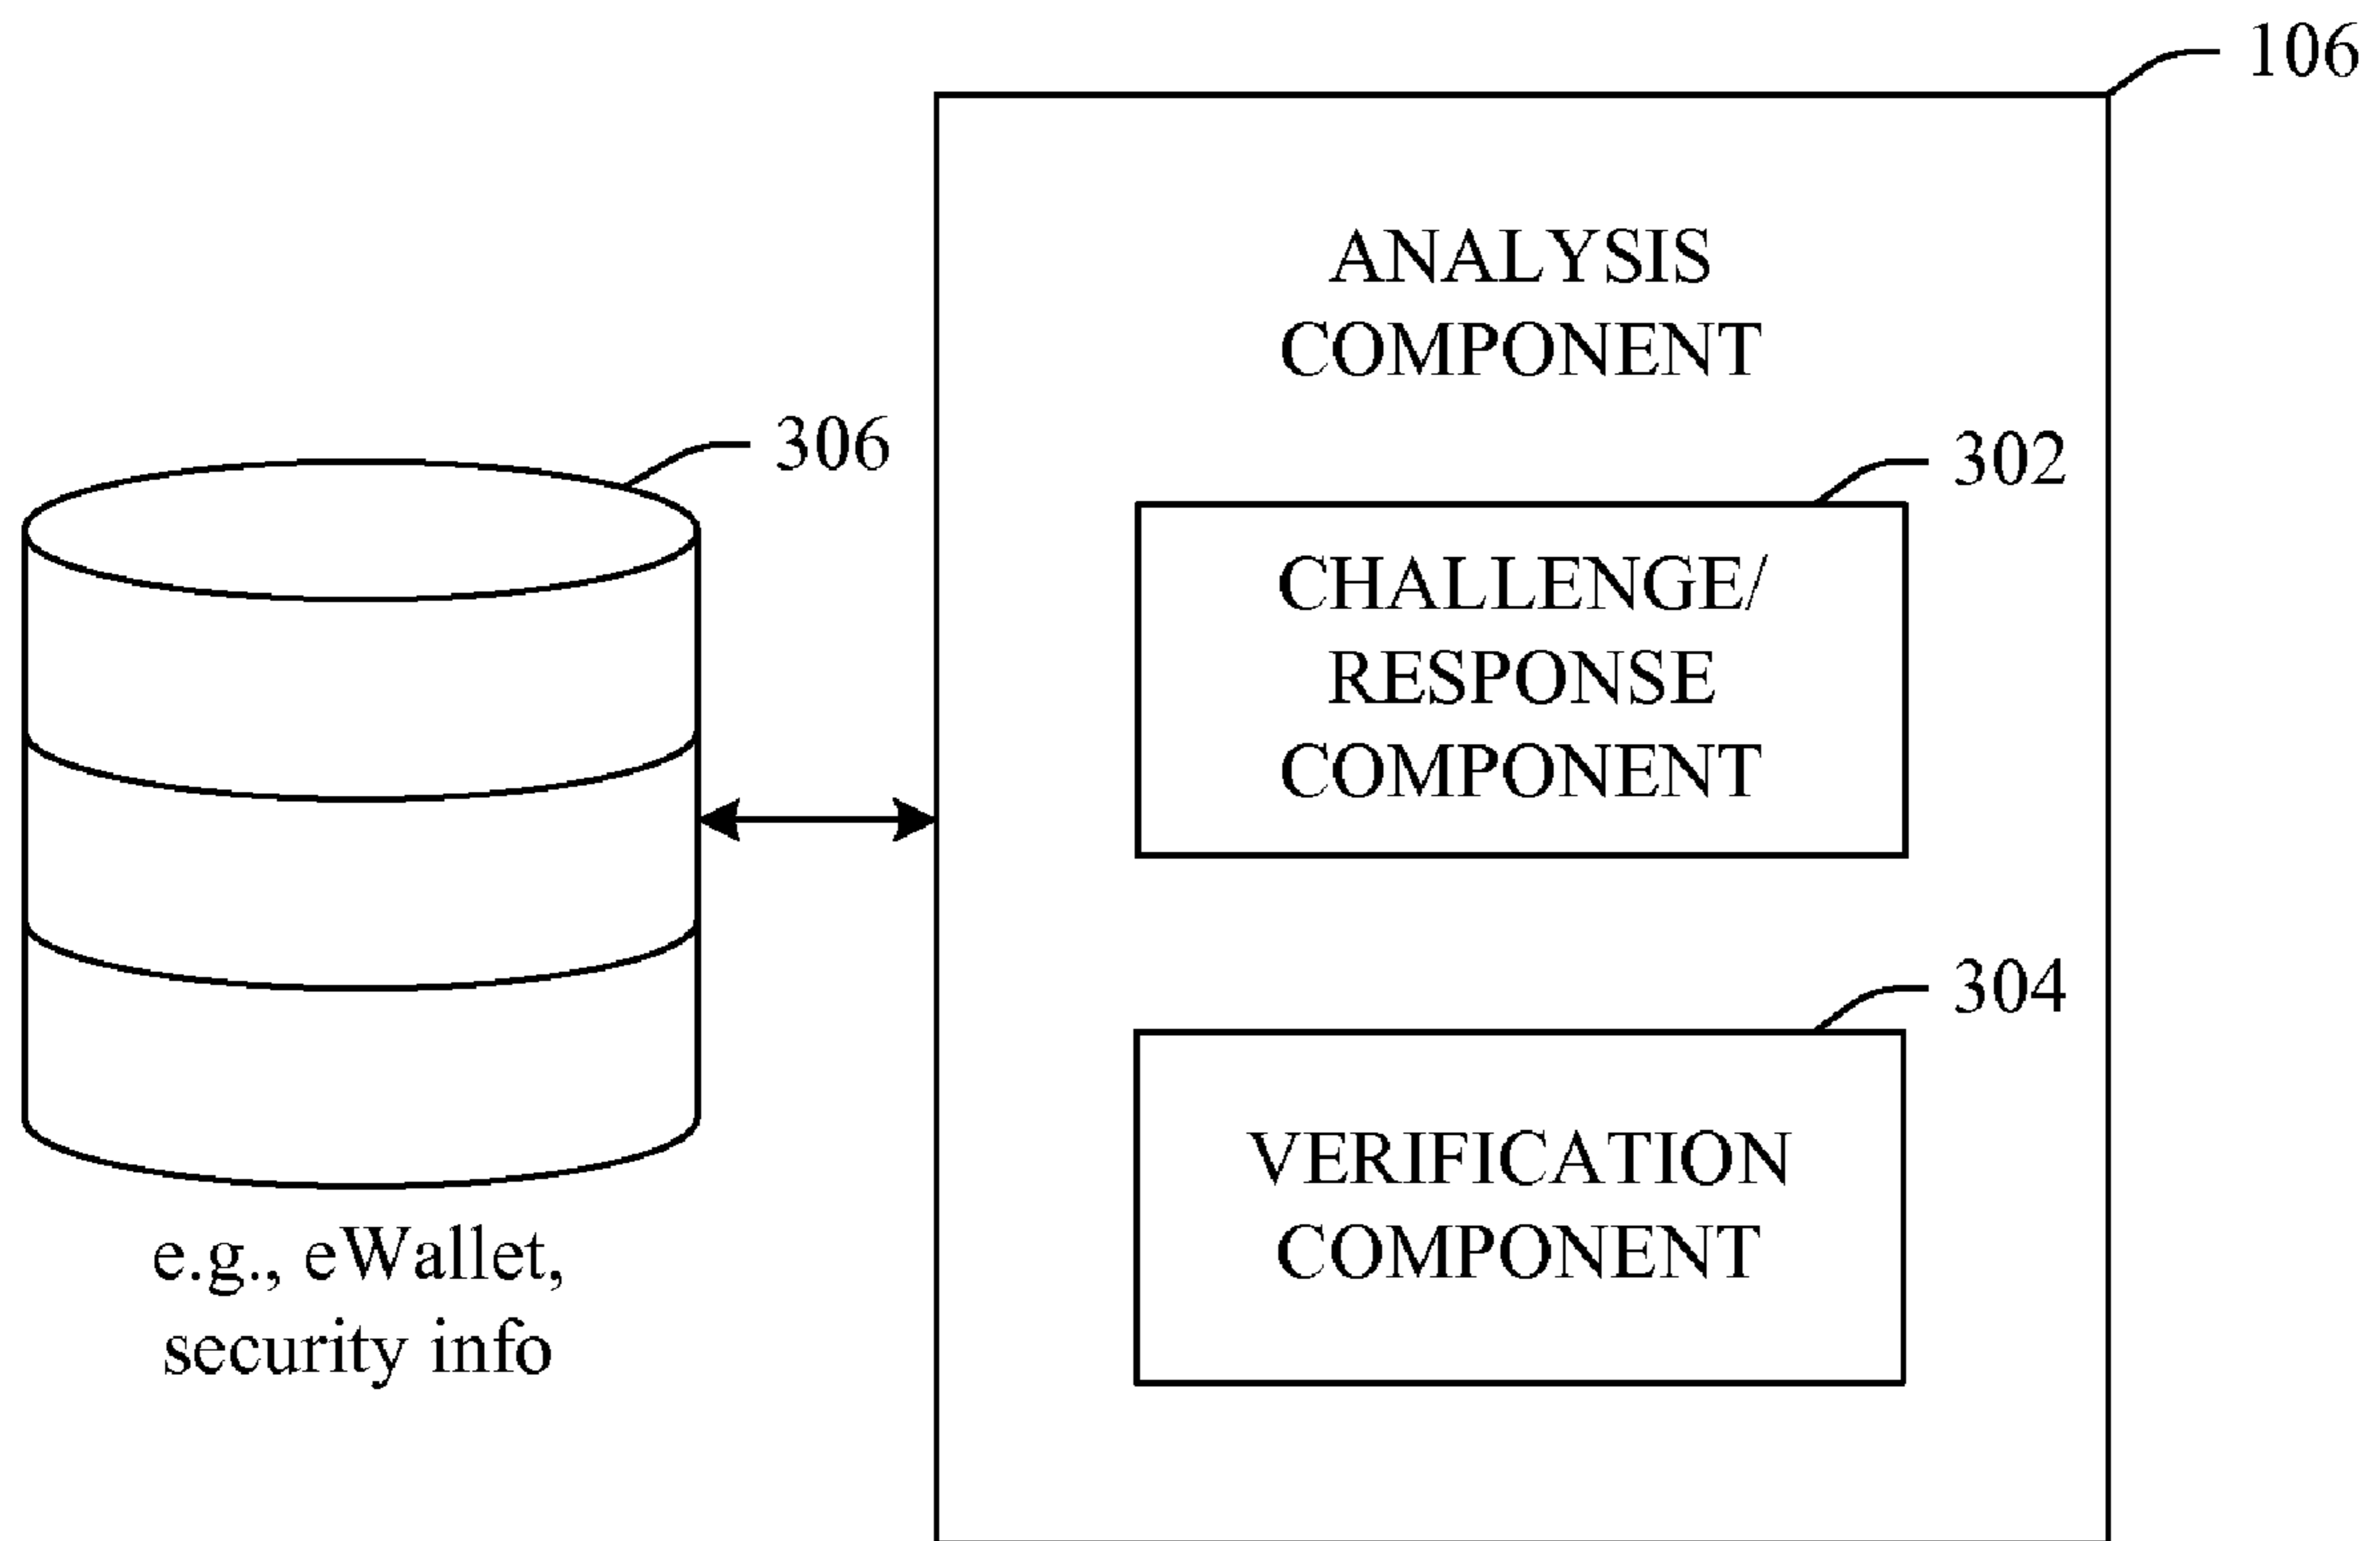 106
ANALYSIS
COMPONENT
306
302
CHALLENGE/
RESPONSE
COMPONENT
304
VERIFICATION
COMPONENT
e.g., eWallet,
security info